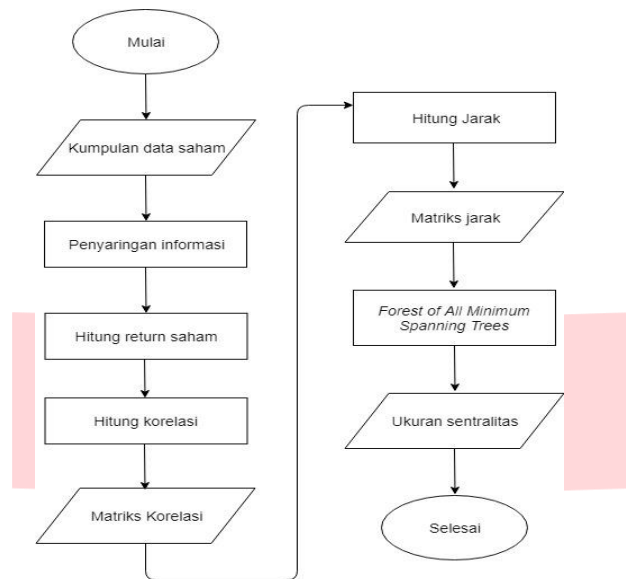 Mulai
Kumpulan data saham
Penyaringan informasi
Hitung return saham
Hitung korelasi
Matriks Korelasi
Hitung Jarak
Matriks jarak
Forest of All Minimum
Spanning Trees
Ukuran sentralitas
Selesai